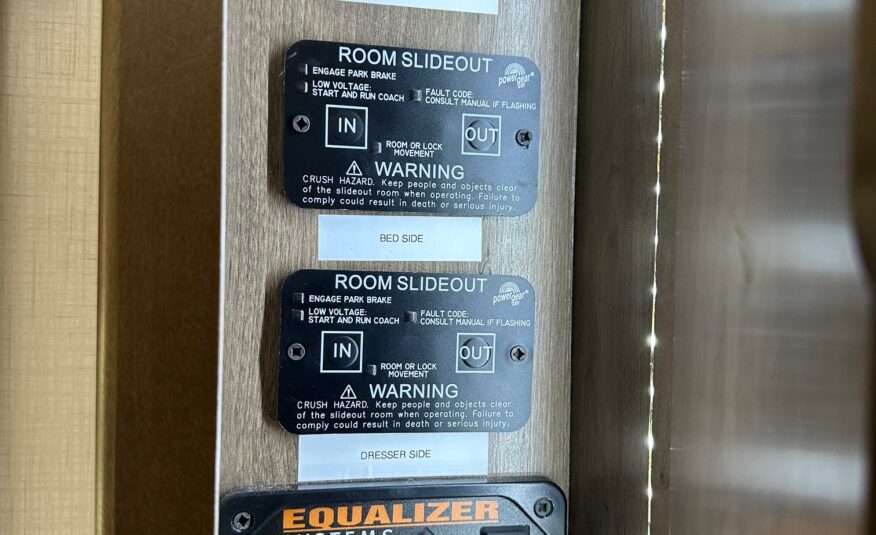 ROOM SLIDEOUT
powergear®
ENGAGE PARK BRAKE
LOW VOLTAGE:
START AND RUN COACH
FAULT CODE:
CONSULT MANUAL IF FLASHING
IN
OUT
ROOM OR LOCK
MOVEMENT
⚠ WARNING
CRUSH HAZARD. Keep people and objects clear
of the slideout room when operating. Failure to
comply could result in death or serious injury.
BED SIDE
ROOM SLIDEOUT
powergear®
ENGAGE PARK BRAKE
LOW VOLTAGE:
START AND RUN COACH
FAULT CODE:
CONSULT MANUAL IF FLASHING
IN
OUT
ROOM OR LOCK
MOVEMENT
⚠ WARNING
CRUSH HAZARD. Keep people and objects clear
of the slideout room when operating. Failure to
comply could result in death or serious injury.
DRESSER SIDE
EQUALIZER
SYSTEMS